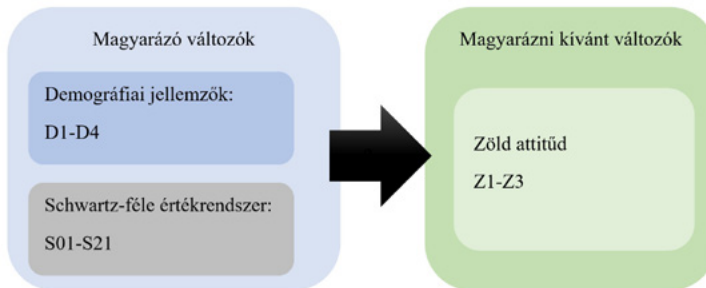 Magyarázó változók
Demográfiai jellemzők:
D1-D4
Schwartz-féle értékrendszer:
S01-S21
Magyarázni kívánt változók
Zöld attitűd
Z1-Z3